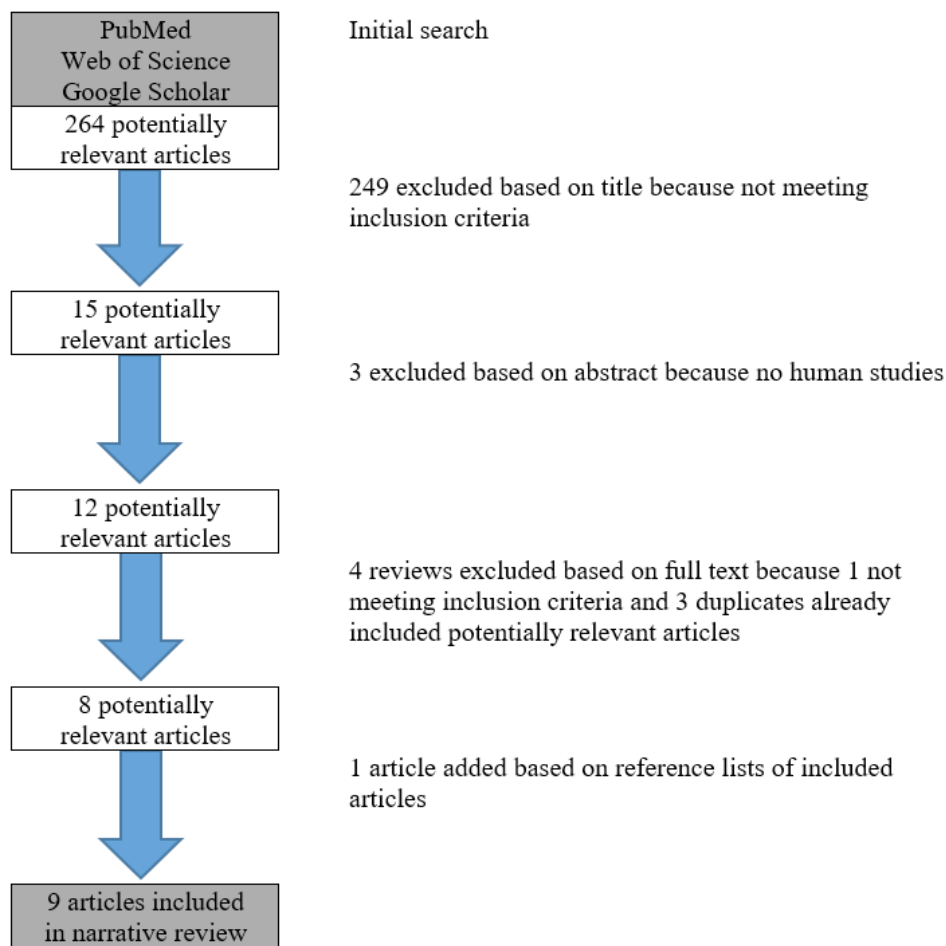 PubMed
Web of Science
Google Scholar
Initial search
264 potentially
relevant articles
249 excluded based on title because not meeting
inclusion criteria
15 potentially
relevant articles
3 excluded based on abstract because no human studies
12 potentially
relevant articles
4 reviews excluded based on full text because 1 not
meeting inclusion criteria and 3 duplicates already
included potentially relevant articles
8 potentially
relevant articles
1 article added based on reference lists of included
articles
9 articles included
in narrative review